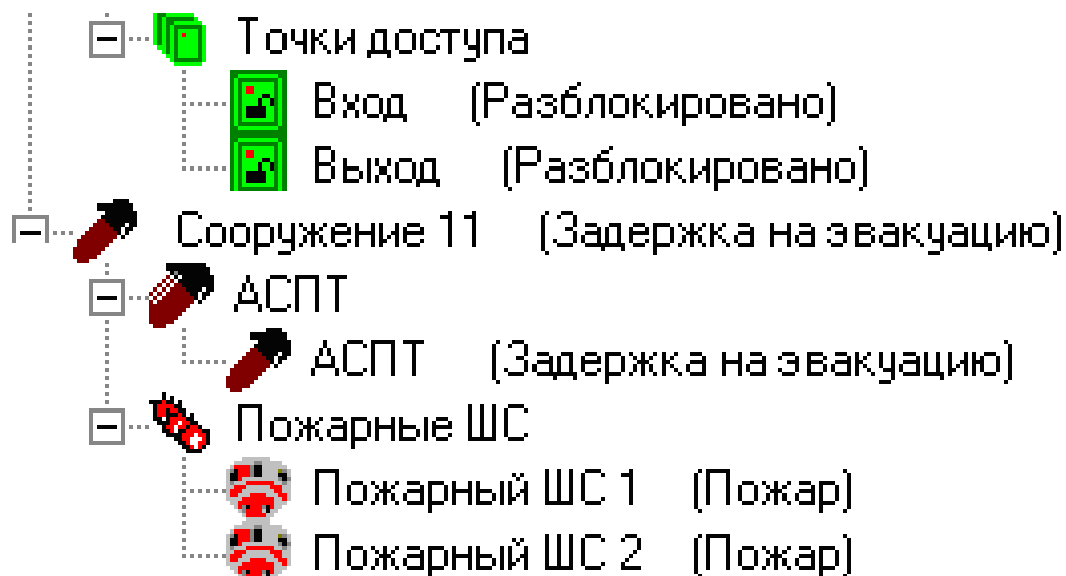 Точки доступа
Вход (Разблокировано)
Выход (Разблокировано)
Сооружение 11 (Задержка на эвакуацию)
АСПТ
АСПТ (Задержка на эвакуацию)
Пожарные ШС
Пожарный ШС 1 (Пожар)
Пожарный ШС 2 (Пожар)